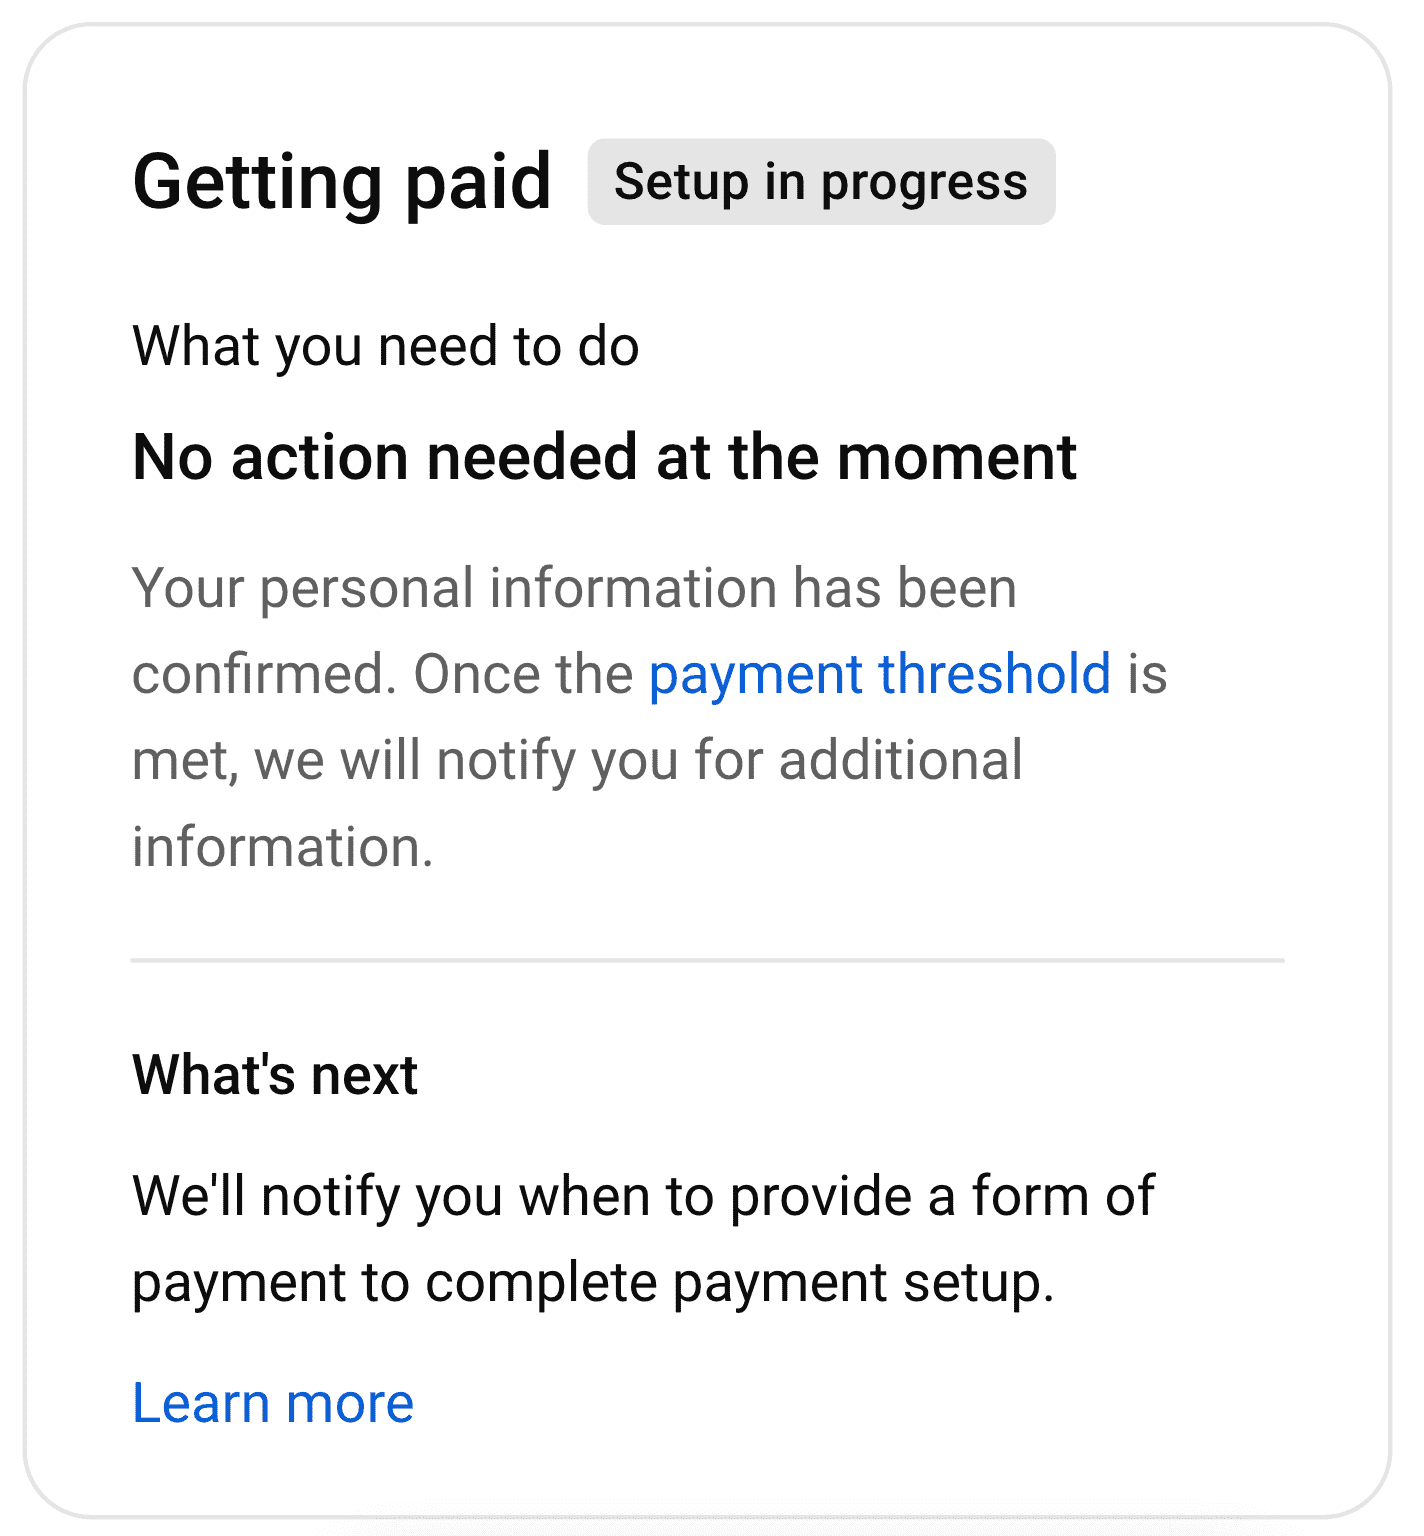 Getting paid Setup in progress
What you need to do
No action needed at the moment
Your personal information has been
confirmed. Once the payment threshold is
met, we will notify you for additional
information.
What's next
We'll notify you when to provide a form of
payment to complete payment setup.
Learn more